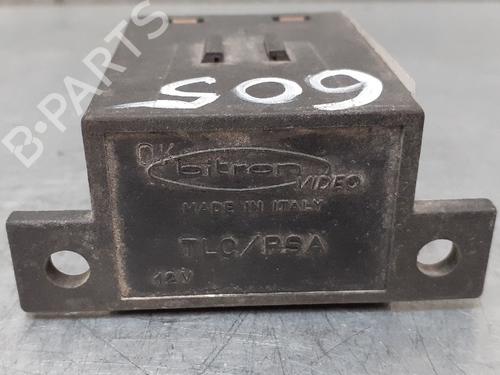 B-PARTS
605
OK
bitron
VIDEO
MADE IN ITALY
TLC/PSA
12V